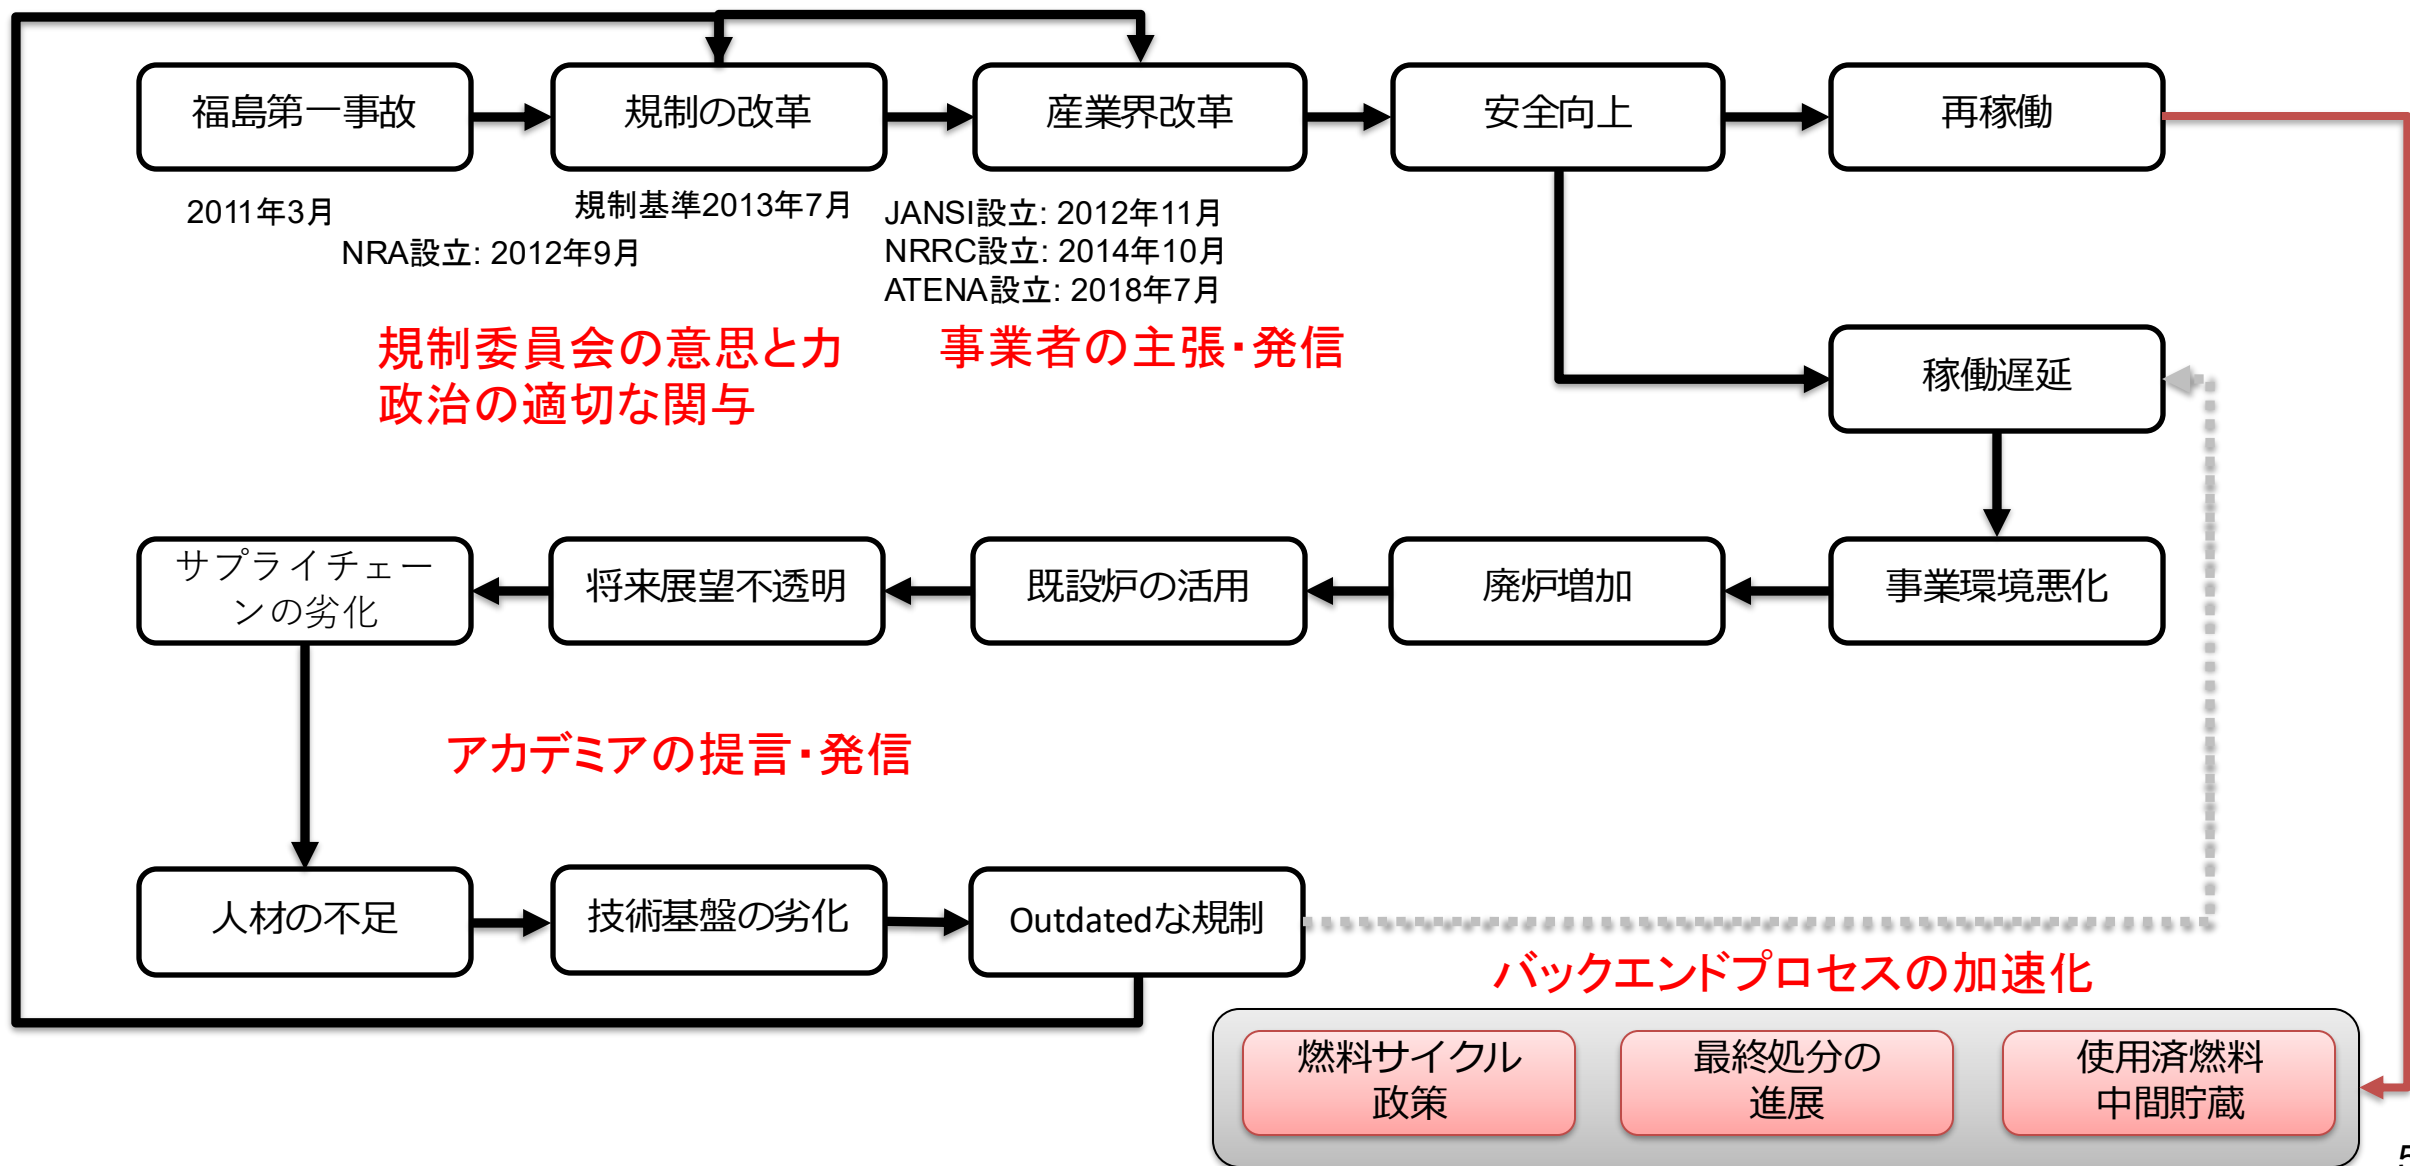 福島第一事故
規制の改革
産業界改革
安全向上
再稼働
2011年3月
規制基準2013年7月
NRA設立: 2012年9月
JANSI設立: 2012年11月
NRRC設立: 2014年10月
ATENA設立: 2018年7月
規制委員会の意思と力
政治の適切な関与
事業者の主張・発信
稼働遅延
サプライチェー
ンの劣化
将来展望不透明
既設炉の活用
廃炉増加
事業環境悪化
アカデミアの提言・発信
人材の不足
技術基盤の劣化
Outdatedな規制
バックエンドプロセスの加速化
燃料サイクル
政策
最終処分の
進展
使用済燃料
中間貯蔵
5